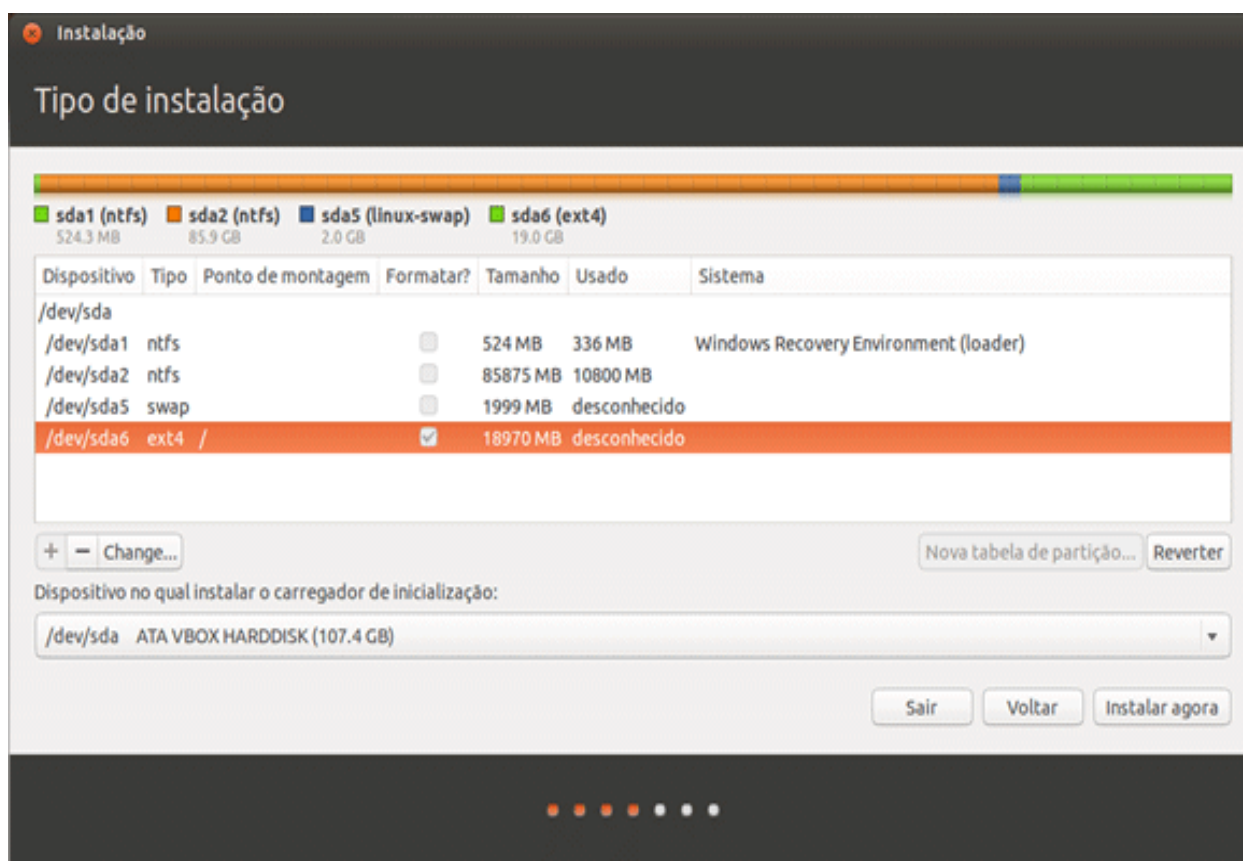 Instalação
Tipo de instalação
sda1 (ntfs) sda2 (ntfs) sda5 (linux-swap) sda6 (ext4)
524.3 MB 85.9 GB 2.0 GB 19.0 GB
Dispositivo Tipo Ponto de montagem Formatar? Tamanho Usado Sistema
/dev/sda
/dev/sda1 ntfs 524 MB 336 MB Windows Recovery Environment (loader)
/dev/sda2 ntfs 85875 MB 10800 MB
/dev/sda5 swap 1999 MB desconhecido
/dev/sda6 ext4 / 18970 MB desconhecido
+ − Change... Nova tabela de partição... Reverter
Dispositivo no qual instalar o carregador de inicialização:
/dev/sda ATA VBOX HARDDISK (107.4 GB)
Sair Voltar Instalar agora